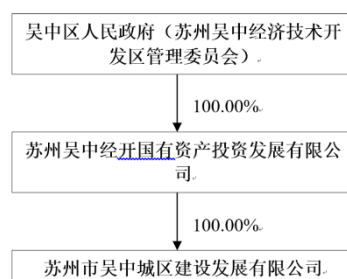 吴中区人民政府（苏州吴中经济技术开
发区管理委员会）
100.00%
苏州吴中经开国有资产投资发展有限公
司
100.00%
苏州市吴中城区建设发展有限公司